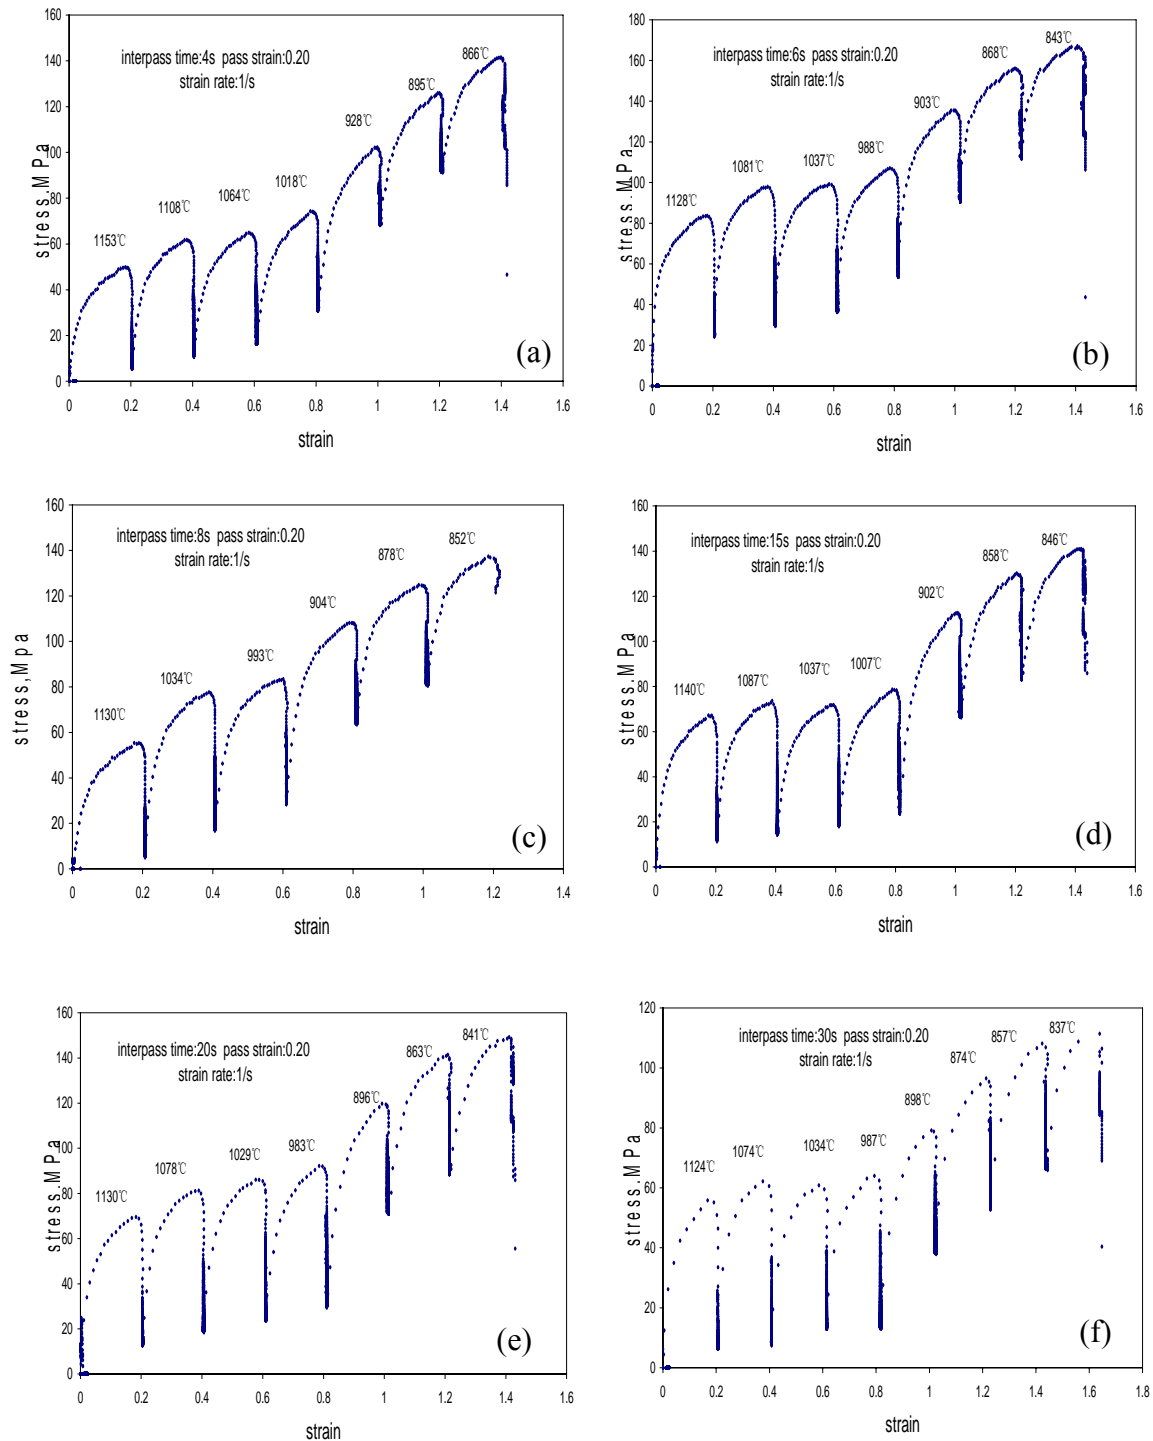 160
140
120
100
80
60
40
20
0
0 0.2 0.4 0.6 0.8 1 1.2 1.4 1.6
stress.MPa
strain
interpass time:4s pass strain:0.20
strain rate:1/s
1153℃ 1108℃ 1064℃ 1018℃ 928℃ 895℃ 866℃
(a)
180
160
140
120
100
80
60
40
20
0
0 0.2 0.4 0.6 0.8 1 1.2 1.4 1.6
stress.MPa
strain
interpass time:6s pass strain:0.20
strain rate:1/s
1128℃ 1081℃ 1037℃ 988℃ 903℃ 868℃ 843℃
(b)
160
140
120
100
80
60
40
20
0
0 0.2 0.4 0.6 0.8 1 1.2 1.4
stress,Mpa
strain
interpass time:8s pass strain:0.20
strain rate:1/s
1130℃ 1034℃ 993℃ 904℃ 878℃ 852℃
(c)
160
140
120
100
80
60
40
20
0
0 0.2 0.4 0.6 0.8 1 1.2 1.4 1.6
stress.MPa
strain
interpass time:15s pass strain:0.20
strain rate:1/s
1140℃ 1087℃ 1037℃ 1007℃ 902℃ 858℃ 846℃
(d)
160
140
120
100
80
60
40
20
0
0 0.2 0.4 0.6 0.8 1 1.2 1.4 1.6
stress.MPa
strain
interpass time:20s pass strain:0.20
strain rate:1/s
1130℃ 1078℃ 1029℃ 983℃ 896℃ 863℃ 841℃
(e)
120
100
80
60
40
20
0
0 0.2 0.4 0.6 0.8 1 1.2 1.4 1.6 1.8
stress.MPa
strain
interpass time:30s pass strain:0.20
strain rate:1/s
1124℃ 1074℃ 1034℃ 987℃ 898℃ 874℃ 857℃ 837℃
(f)